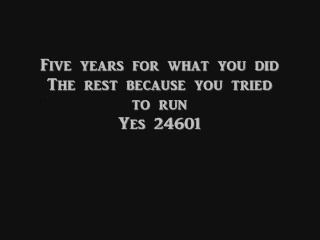 Five years for what you did
The rest because you tried
to run
Yes 24601